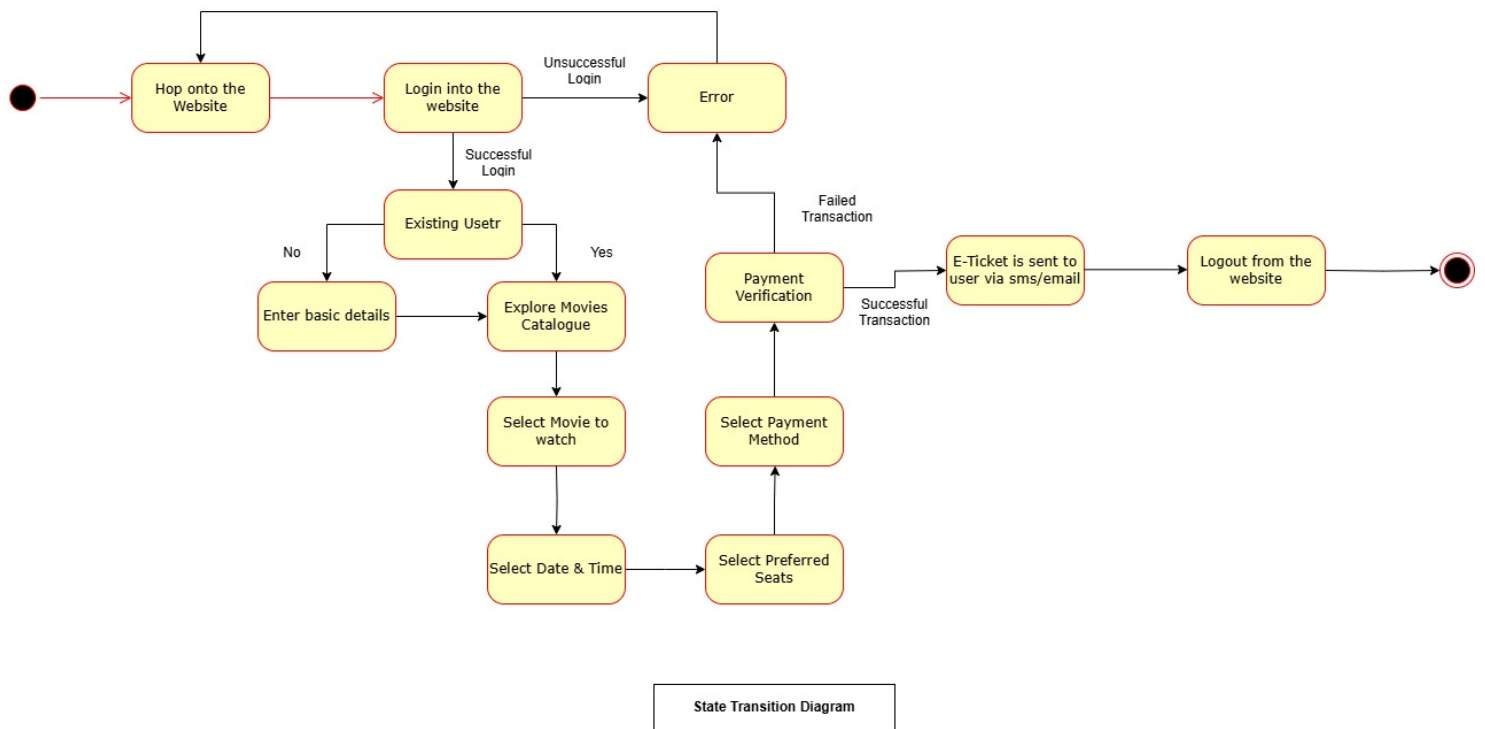 Hop onto the
Website
Login into the
website
Unsuccessful
Login
Error
Successful
Login
Existing Usetr
No
Yes
Enter basic details
Explore Movies
Catalogue
Select Movie to
watch
Select Date & Time
Select Preferred
Seats
Select Payment
Method
Payment
Verification
Failed
Transaction
Successful
Transaction
E-Ticket is sent to
user via sms/email
Logout from the
website
State Transition Diagram